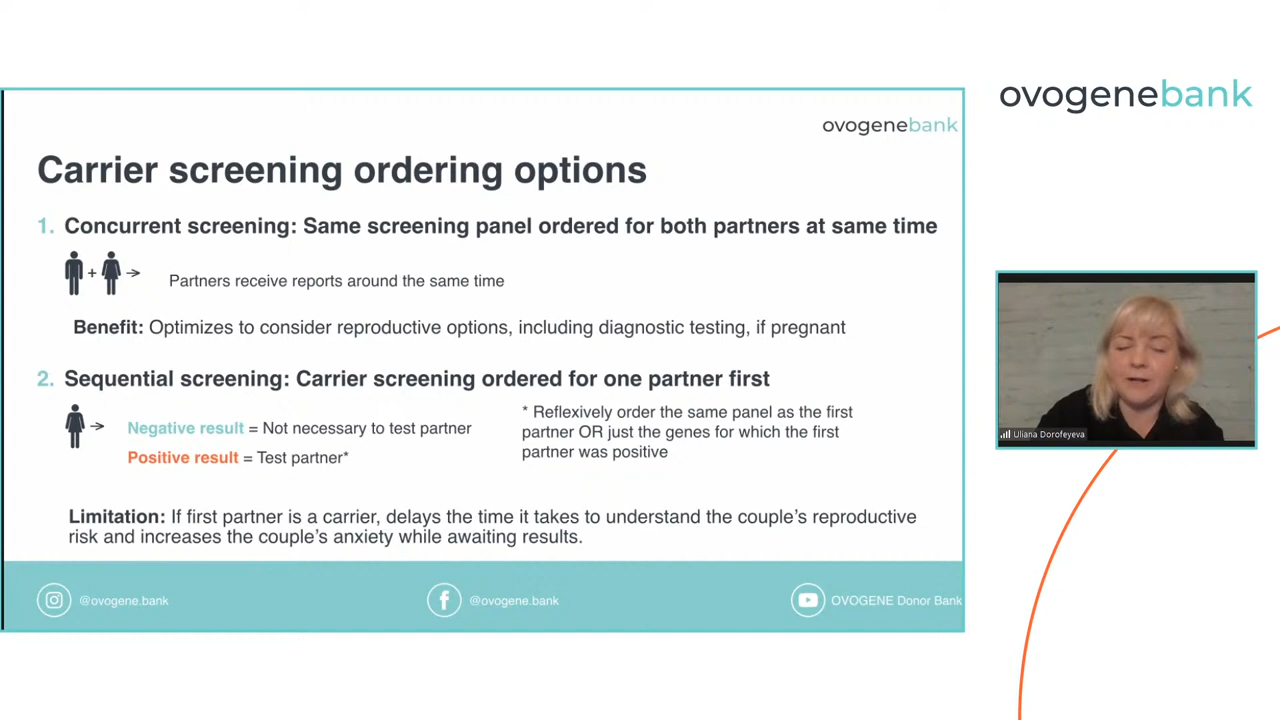 ovogenebank
ovogenebank
Carrier screening ordering options
1. Concurrent screening: Same screening panel ordered for both partners at same time
+
Partners receive reports around the same time
Benefit: Optimizes to consider reproductive options, including diagnostic testing, if pregnant
2. Sequential screening: Carrier screening ordered for one partner first
Negative result = Not necessary to test partner
Positive result = Test partner*
* Reflexively order the same panel as the first
partner OR just the genes for which the first
partner was positive
Limitation: If first partner is a carrier, delays the time it takes to understand the couple's reproductive
risk and increases the couple's anxiety while awaiting results.
@ovogene.bank
@ovogene.bank
OVOGENE Donor Bank
Uliana Dorofeyeva